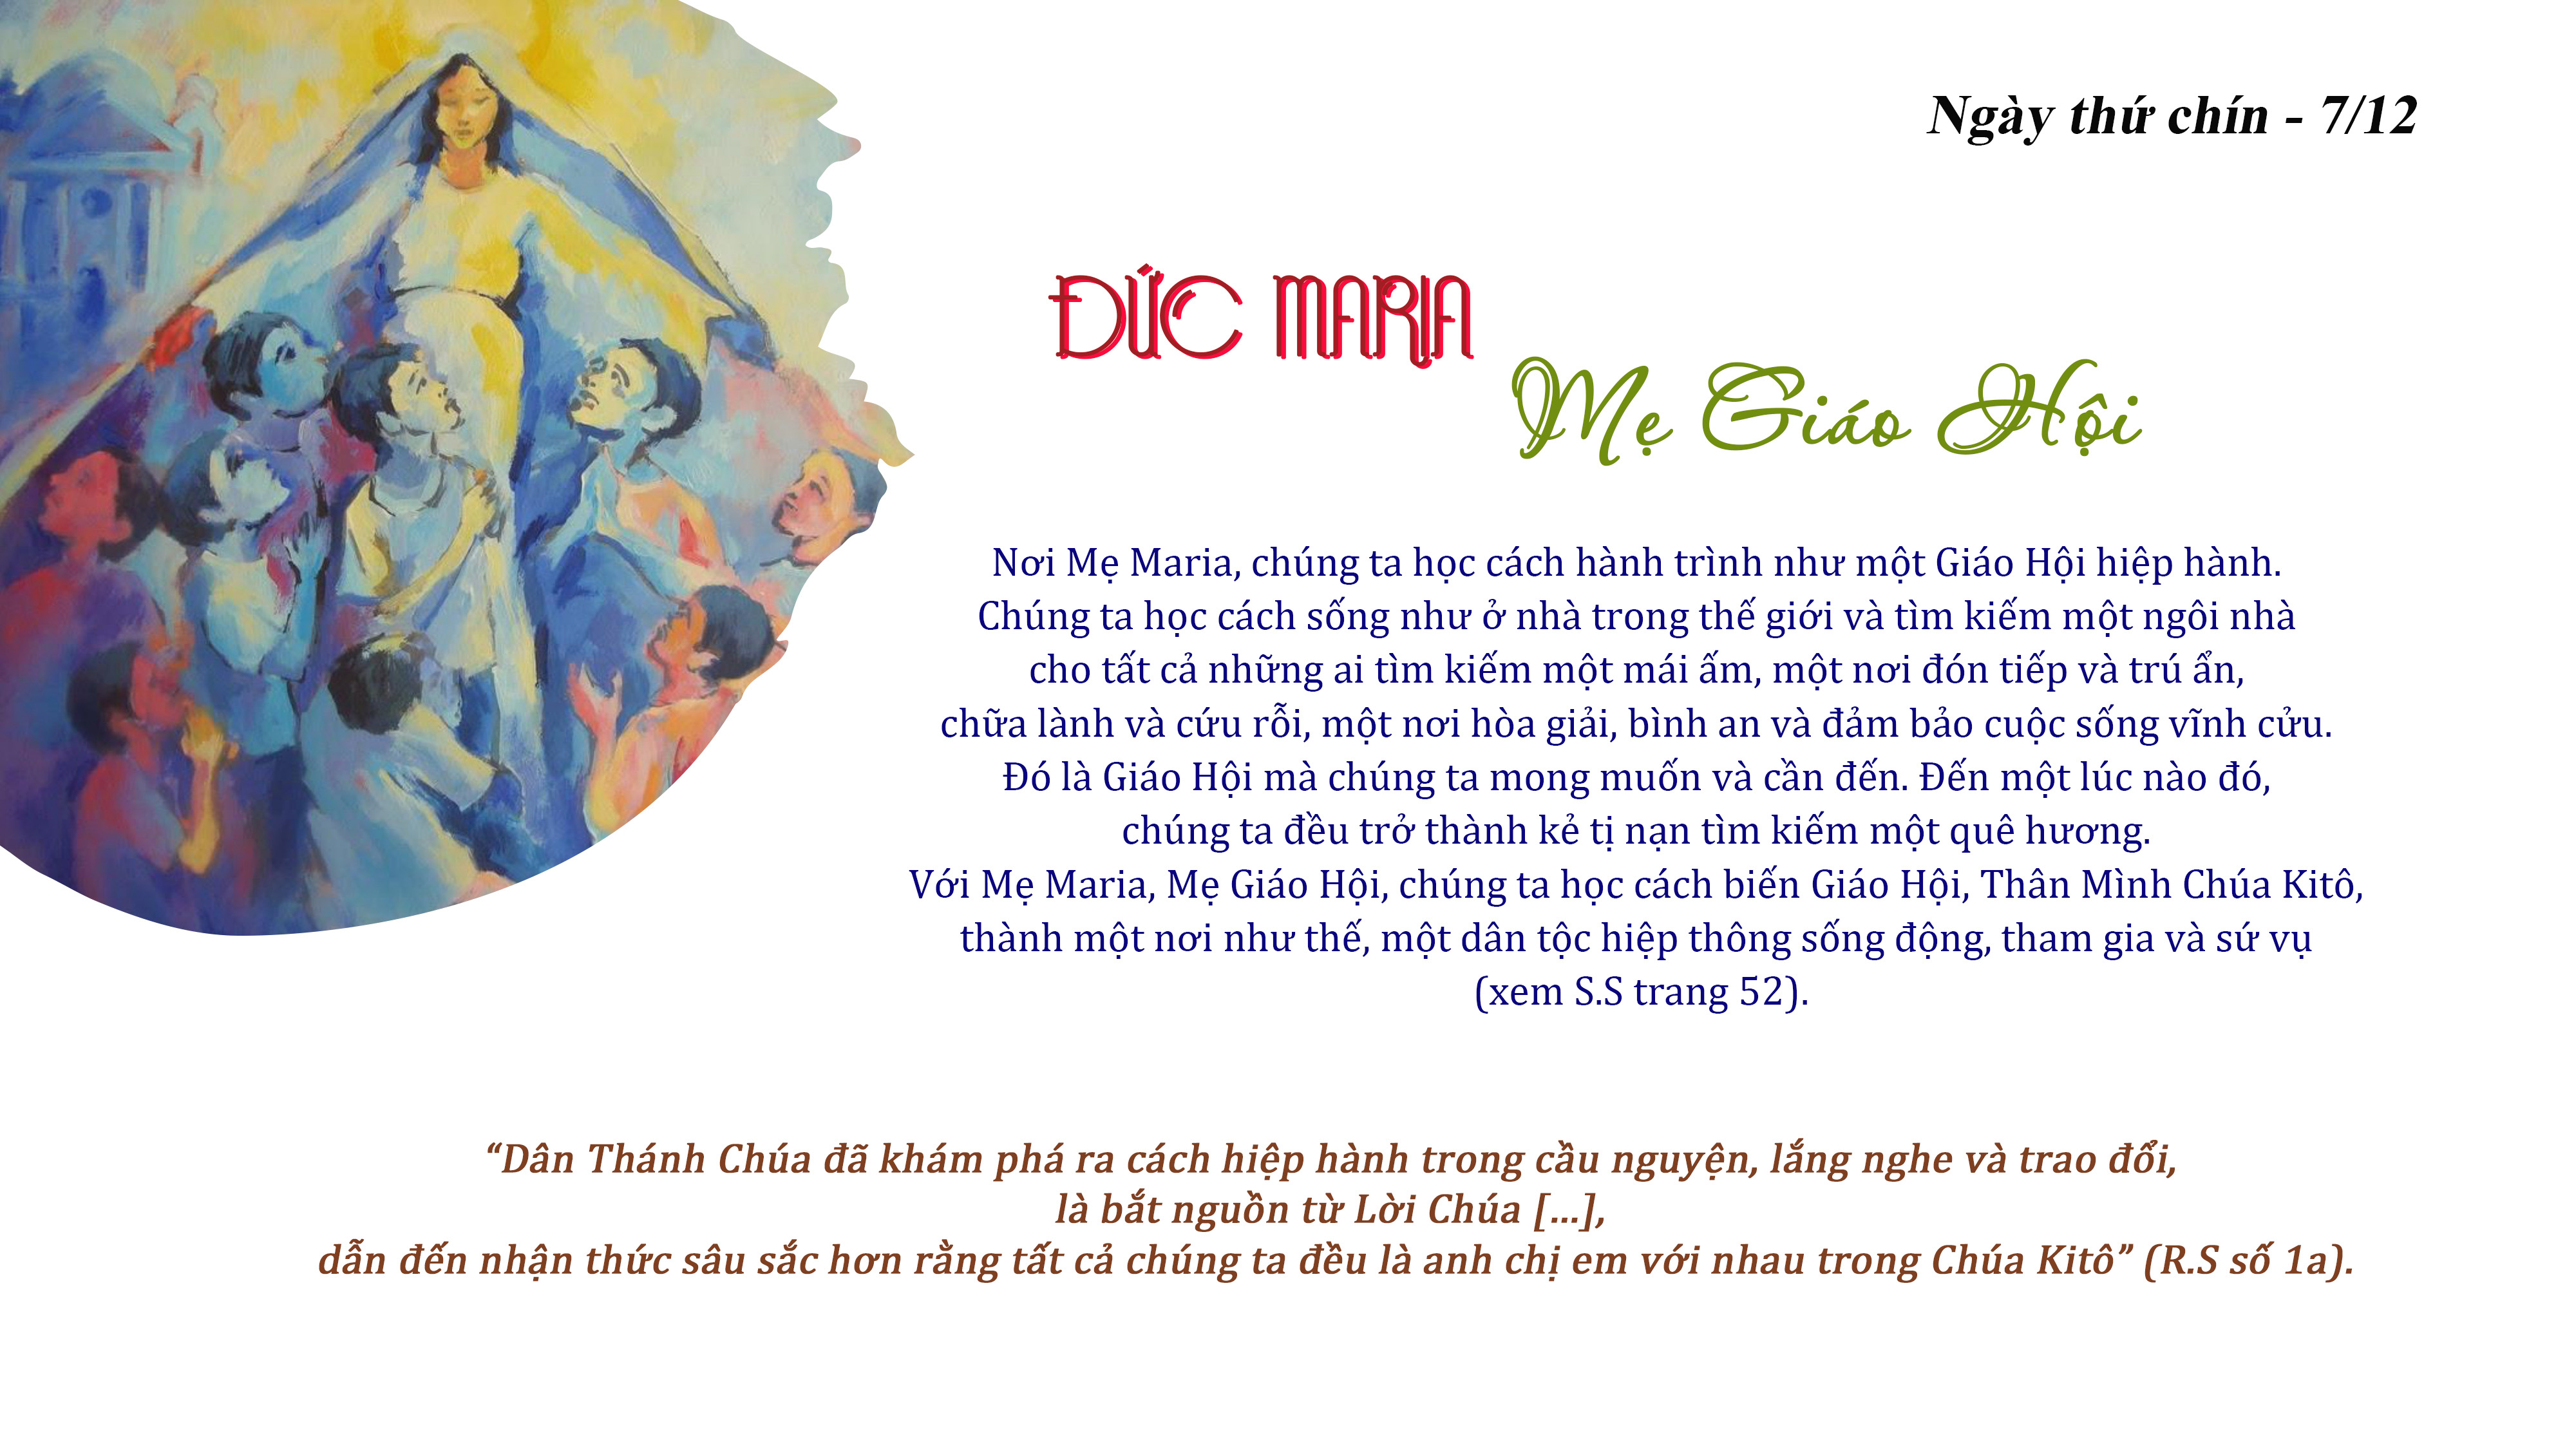 Ngày thứ chín - 7/12
ĐỨC MARIA
Mẹ Giáo Hội
Nơi Mẹ Maria, chúng ta học cách hành trình như một Giáo Hội hiệp hành.
Chúng ta học cách sống như ở nhà trong thế giới và tìm kiếm một ngôi nhà
cho tất cả những ai tìm kiếm một mái ấm, một nơi đón tiếp và trú ẩn,
chữa lành và cứu rỗi, một nơi hòa giải, bình an và đảm bảo cuộc sống vĩnh cửu.
Đó là Giáo Hội mà chúng ta mong muốn và cần đến. Đến một lúc nào đó,
chúng ta đều trở thành kẻ tị nạn tìm kiếm một quê hương.
Với Mẹ Maria, Mẹ Giáo Hội, chúng ta học cách biến Giáo Hội, Thân Mình Chúa Kitô,
thành một nơi như thế, một dân tộc hiệp thông sống động, tham gia và sứ vụ
(xem S.S trang 52).
“Dân Thánh Chúa đã khám phá ra cách hiệp hành trong cầu nguyện, lắng nghe và trao đổi,
là bắt nguồn từ Lời Chúa [...],
dẫn đến nhận thức sâu sắc hơn rằng tất cả chúng ta đều là anh chị em với nhau trong Chúa Kitô” (R.S số 1a).